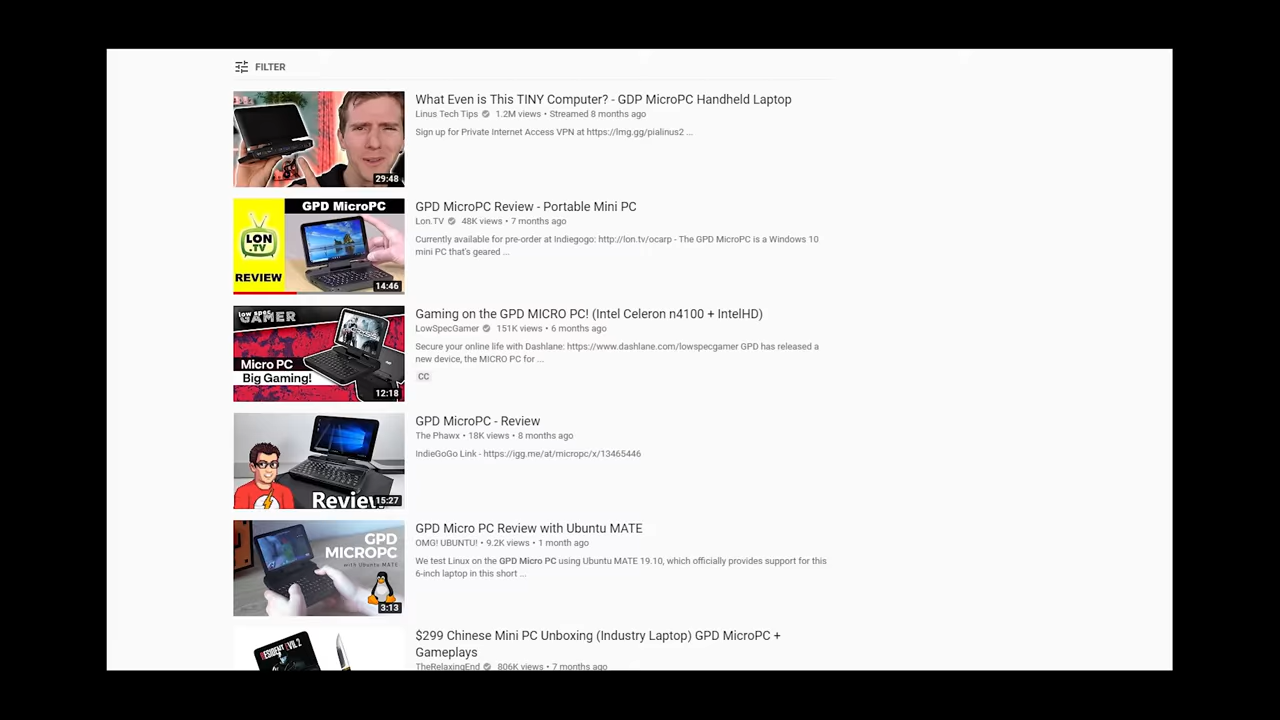 FILTER
What Even is This TINY Computer? - GDP MicroPC Handheld Laptop
Linus Tech Tips 1.2M views • Streamed 8 months ago
Sign up for Private Internet Access VPN at https://lmg.gg/pialinus2 ...
29:48
GPD MicroPC
LON
.TV
REVIEW
14:46
GPD MicroPC Review - Portable Mini PC
Lon.TV 48K views • 7 months ago
Currently available for pre-order at Indiegogo: http://lon.tv/ocarp - The GPD MicroPC is a Windows 10
mini PC that's geared ...
low spec
GAMER
Micro PC
Big Gaming!
12:18
Gaming on the GPD MICRO PC! (Intel Celeron n4100 + IntelHD)
LowSpecGamer 151K views • 6 months ago
Secure your online life with Dashlane: https://www.dashlane.com/lowspecgamer GPD has released a
new device, the MICRO PC for ...
CC
Review
15:27
GPD MicroPC - Review
The Phawx • 18K views • 8 months ago
IndieGoGo Link - https://igg.me/at/micropc/x/13465446
GPD
MICROPC
with Ubuntu MATE
3:13
GPD Micro PC Review with Ubuntu MATE
OMG! UBUNTU! • 9.2K views • 1 month ago
We test Linux on the GPD Micro PC using Ubuntu MATE 19.10, which officially provides support for this
6-inch laptop in this short ...
RESIDENT EVIL 2
$299 Chinese Mini PC Unboxing (Industry Laptop) GPD MicroPC +
Gameplays
TheRelaxingEnd 806K views • 7 months ago